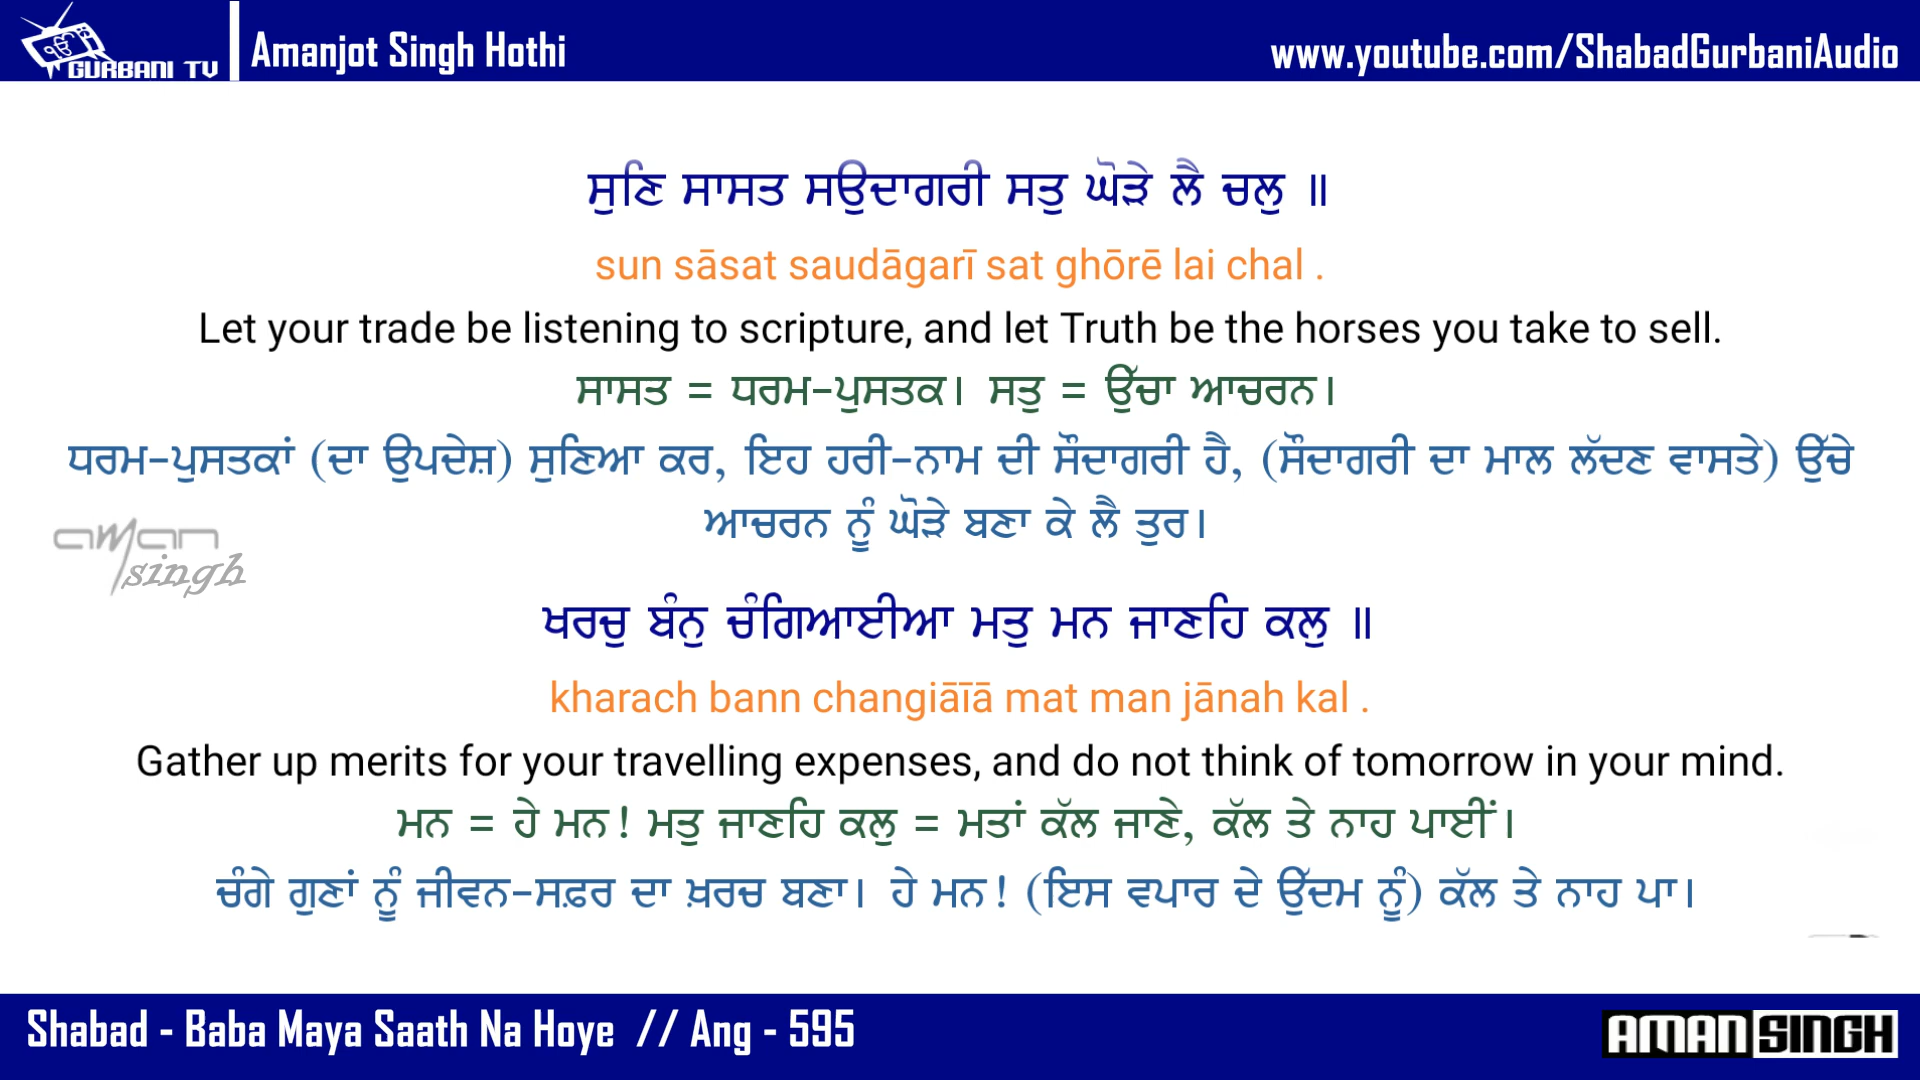 GURBANI TV
Amanjot Singh Hothi
www.youtube.com/ShabadGurbaniAudio
ਸੁਣਿ ਸਾਸਤ ਸਉਦਾਗਰੀ ਸਤੁ ਘੋੜੇ ਲੈ ਚਲੁ ॥
sun sāsat saudāgarī sat ghōrē lai chal .
Let your trade be listening to scripture, and let Truth be the horses you take to sell.
ਸਾਸਤ = ਧਰਮ-ਪੁਸਤਕ। ਸਤੁ = ਉੱਚਾ ਆਚਰਨ।
ਧਰਮ-ਪੁਸਤਕਾਂ (ਦਾ ਉਪਦੇਸ਼) ਸੁਣਿਆ ਕਰ, ਇਹ ਹਰੀ-ਨਾਮ ਦੀ ਸੌਦਾਗਰੀ ਹੈ, (ਸੌਦਾਗਰੀ ਦਾ ਮਾਲ ਲੱਦਣ ਵਾਸਤੇ) ਉੱਚੇ
ਆਚਰਨ ਨੂੰ ਘੋੜੇ ਬਣਾ ਕੇ ਲੈ ਤੁਰ।
aman
singh
ਖਰਚੁ ਬੰਨੁ ਚੰਗਿਆਈਆ ਮਤੁ ਮਨ ਜਾਣਹਿ ਕਲੁ ॥
kharach bann changiāīā mat man jānah kal .
Gather up merits for your travelling expenses, and do not think of tomorrow in your mind.
ਮਨ = ਹੇ ਮਨ! ਮਤੁ ਜਾਣਹਿ ਕਲੁ = ਮਤਾਂ ਕੱਲ ਜਾਣੇ, ਕੱਲ ਤੇ ਨਾਹ ਪਾਈਂ।
ਚੰਗੇ ਗੁਣਾਂ ਨੂੰ ਜੀਵਨ-ਸਫ਼ਰ ਦਾ ਖ਼ਰਚ ਬਣਾ। ਹੇ ਮਨ! (ਇਸ ਵਪਾਰ ਦੇ ਉੱਦਮ ਨੂੰ) ਕੱਲ ਤੇ ਨਾਹ ਪਾ।
Shabad - Baba Maya Saath Na Hoye // Ang - 595
AMAN SINGH